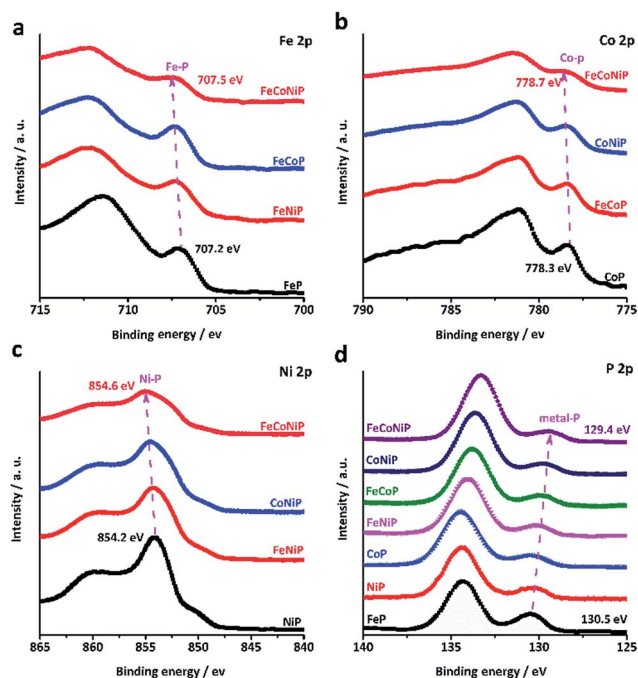 a
Fe 2p
FeCoNiP
Fe-P
707.5 eV
FeCoP
FeNiP
707.2 eV
FeP
Intensity / a. u.
715 710 705 700
Binding energy / eV
b
Co 2p
Co-p
778.7 eV
FeCoNiP
CoNiP
FeCoP
778.3 eV
CoP
Intensity / a. u.
790 785 780 775
Binding energy / eV
c
Ni 2p
854.6 eV
Ni-P
FeCoNiP
CoNiP
854.2 eV
FeNiP
NiP
Intensity / a. u.
865 860 855 850 845 840
Binding energy / eV
d
P 2p
FeCoNiP
metal-P
129.4 eV
CoNiP
FeCoP
FeNiP
CoP
NiP
FeP
130.5 eV
Intensity / a. u.
140 135 130 125
Binding energy / eV